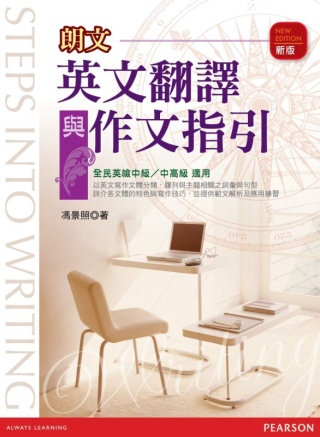 STEPS INTO WRITING
NEW
EDITION
新版
朗文
英文翻譯
與作文指引
全民英檢中級／中高級 適用
以英文寫作文體分類，臚列與主題相關之詞彙與句型
詳介各文體的特色與寫作技巧，並提供範文解析及應用練習
馮景照◎著
Writing
ALWAYS LEARNING
PEARSON